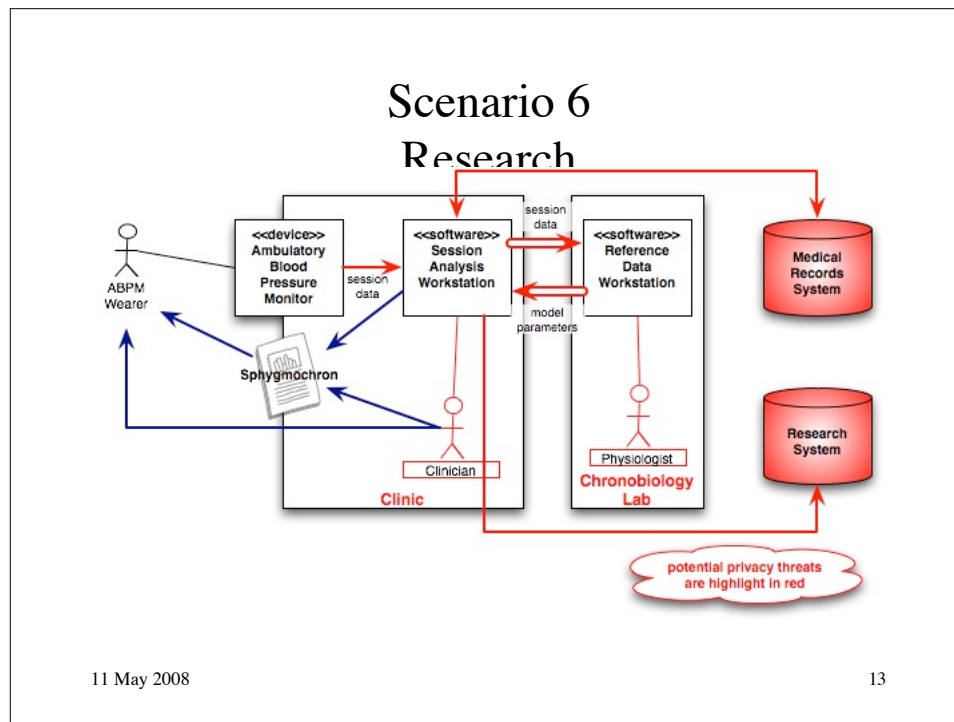 Scenario 6
Research
session
data
<<device>>
Ambulatory
Blood
Pressure
Monitor
<<software>>
Session
Analysis
Workstation
<<software>>
Reference
Data
Workstation
Medical
Records
System
ABPM
Wearer
session
data
model
parameters
Sphygmochron
Clinician
Clinic
Physiologist
Chronobiology
Lab
Research
System
potential privacy threats
are highlight in red
11 May 2008
13